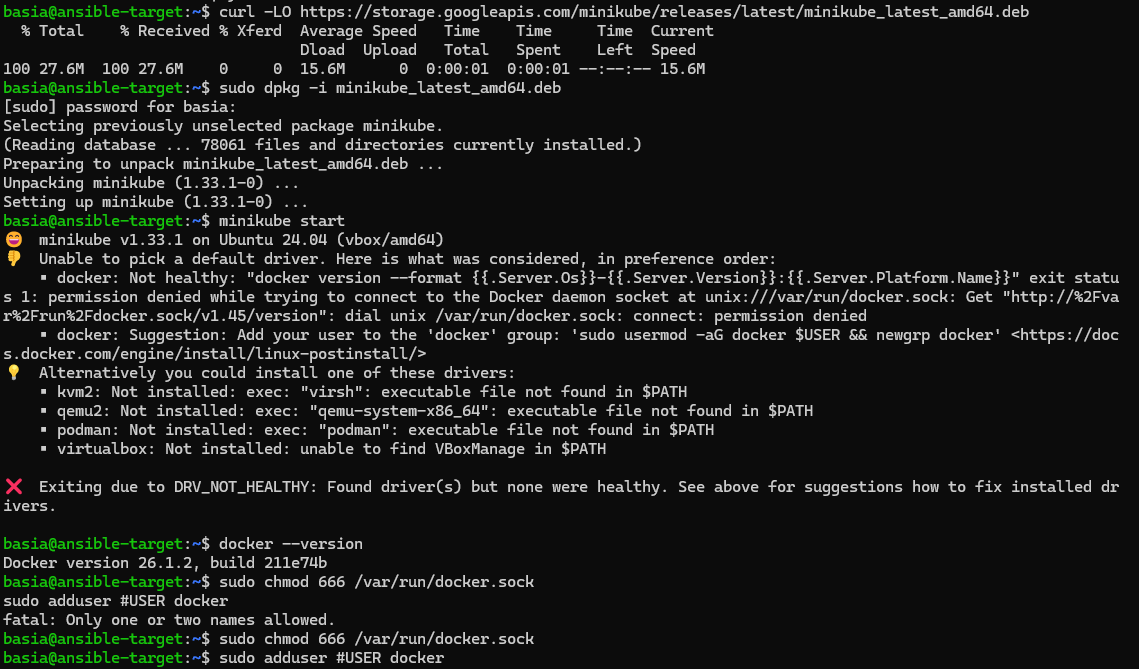 basia@ansible-target:~$ curl -LO https://storage.googleapis.com/minikube/releases/latest/minikube_latest_amd64.deb
  % Total    % Received % Xferd  Average Speed   Time    Time     Time  Current
                                 Dload  Upload   Total   Spent    Left  Speed
100 27.6M  100 27.6M    0     0  15.6M      0  0:00:01  0:00:01 --:--:-- 15.6M
basia@ansible-target:~$ sudo dpkg -i minikube_latest_amd64.deb
[sudo] password for basia:
Selecting previously unselected package minikube.
(Reading database ... 78061 files and directories currently installed.)
Preparing to unpack minikube_latest_amd64.deb ...
Unpacking minikube (1.33.1-0) ...
Setting up minikube (1.33.1-0) ...
basia@ansible-target:~$ minikube start
😄  minikube v1.33.1 on Ubuntu 24.04 (vbox/amd64)
👎  Unable to pick a default driver. Here is what was considered, in preference order:
    ▪ docker: Not healthy: "docker version --format {{.Server.Os}}-{{.Server.Version}}:{{.Server.Platform.Name}}" exit statu
s 1: permission denied while trying to connect to the Docker daemon socket at unix:///var/run/docker.sock: Get "http://%2Fva
r%2Frun%2Fdocker.sock/v1.45/version": dial unix /var/run/docker.sock: connect: permission denied
    ▪ docker: Suggestion: Add your user to the 'docker' group: 'sudo usermod -aG docker $USER && newgrp docker' <https://doc
s.docker.com/engine/install/linux-postinstall/>
💡  Alternatively you could install one of these drivers:
    ▪ kvm2: Not installed: exec: "virsh": executable file not found in $PATH
    ▪ qemu2: Not installed: exec: "qemu-system-x86_64": executable file not found in $PATH
    ▪ podman: Not installed: exec: "podman": executable file not found in $PATH
    ▪ virtualbox: Not installed: unable to find VBoxManage in $PATH

❌  Exiting due to DRV_NOT_HEALTHY: Found driver(s) but none were healthy. See above for suggestions how to fix installed dr
ivers.

basia@ansible-target:~$ docker --version
Docker version 26.1.2, build 211e74b
basia@ansible-target:~$ sudo chmod 666 /var/run/docker.sock
sudo adduser #USER docker
fatal: Only one or two names allowed.
basia@ansible-target:~$ sudo chmod 666 /var/run/docker.sock
basia@ansible-target:~$ sudo adduser #USER docker